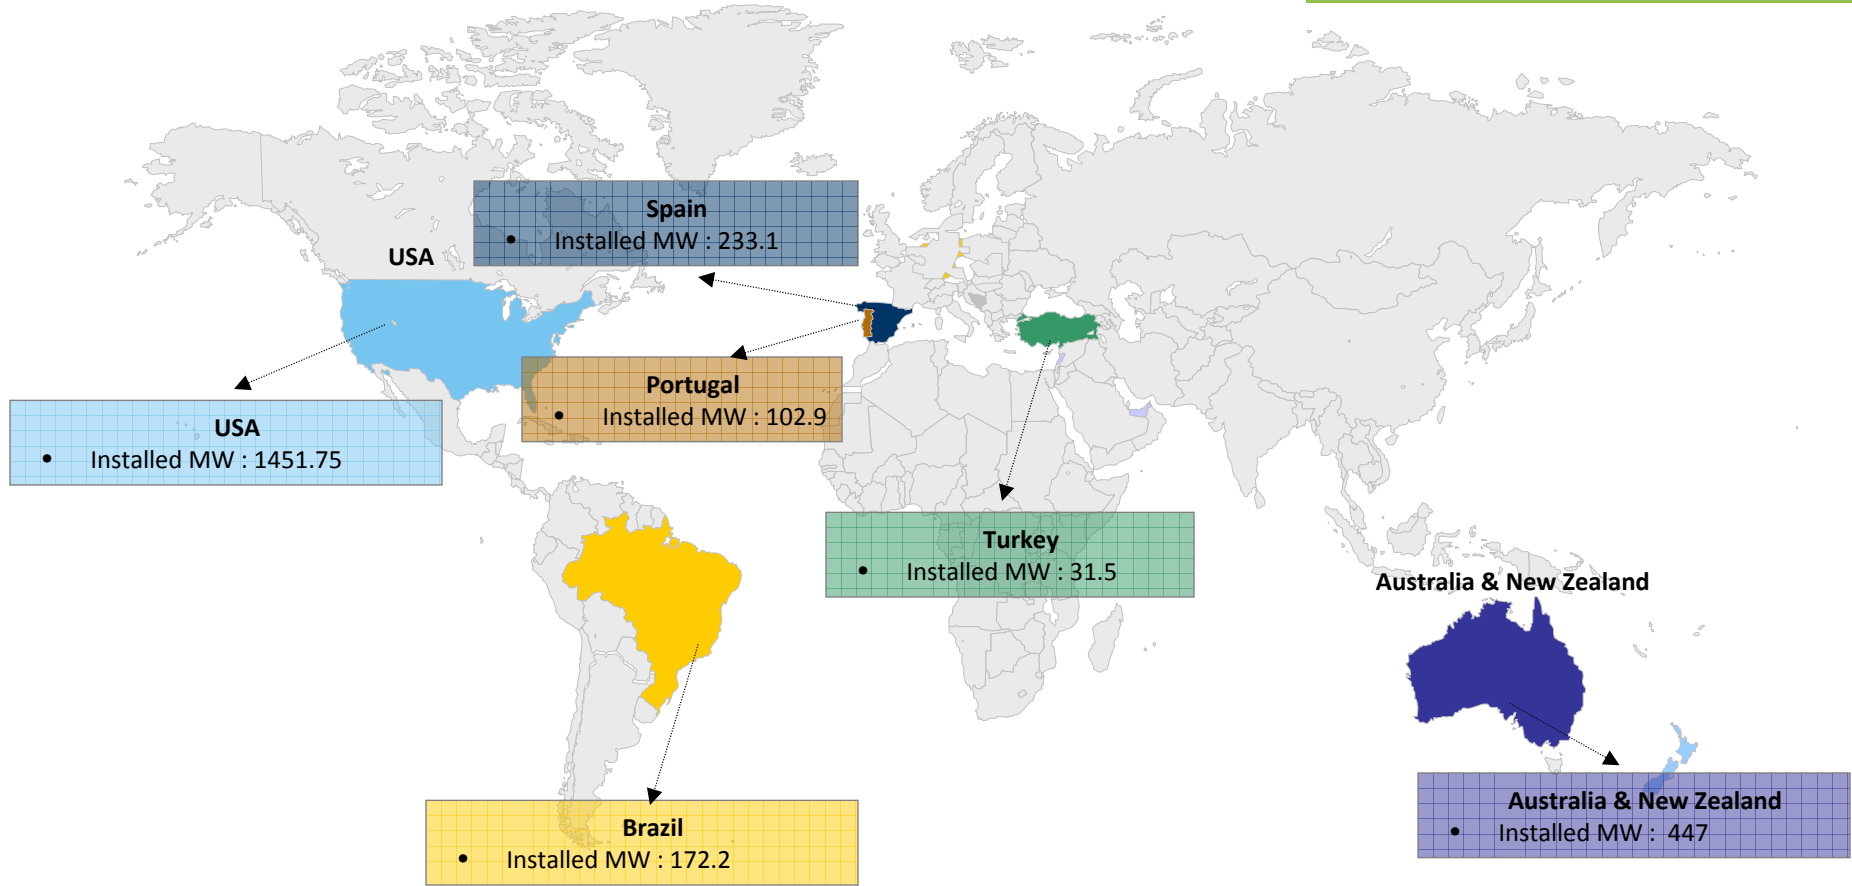 Spain
• Installed MW : 233.1
USA
Portugal
• Installed MW : 102.9
USA
• Installed MW : 1451.75
Turkey
• Installed MW : 31.5
Australia & New Zealand
Australia & New Zealand
• Installed MW : 447
Brazil
• Installed MW : 172.2